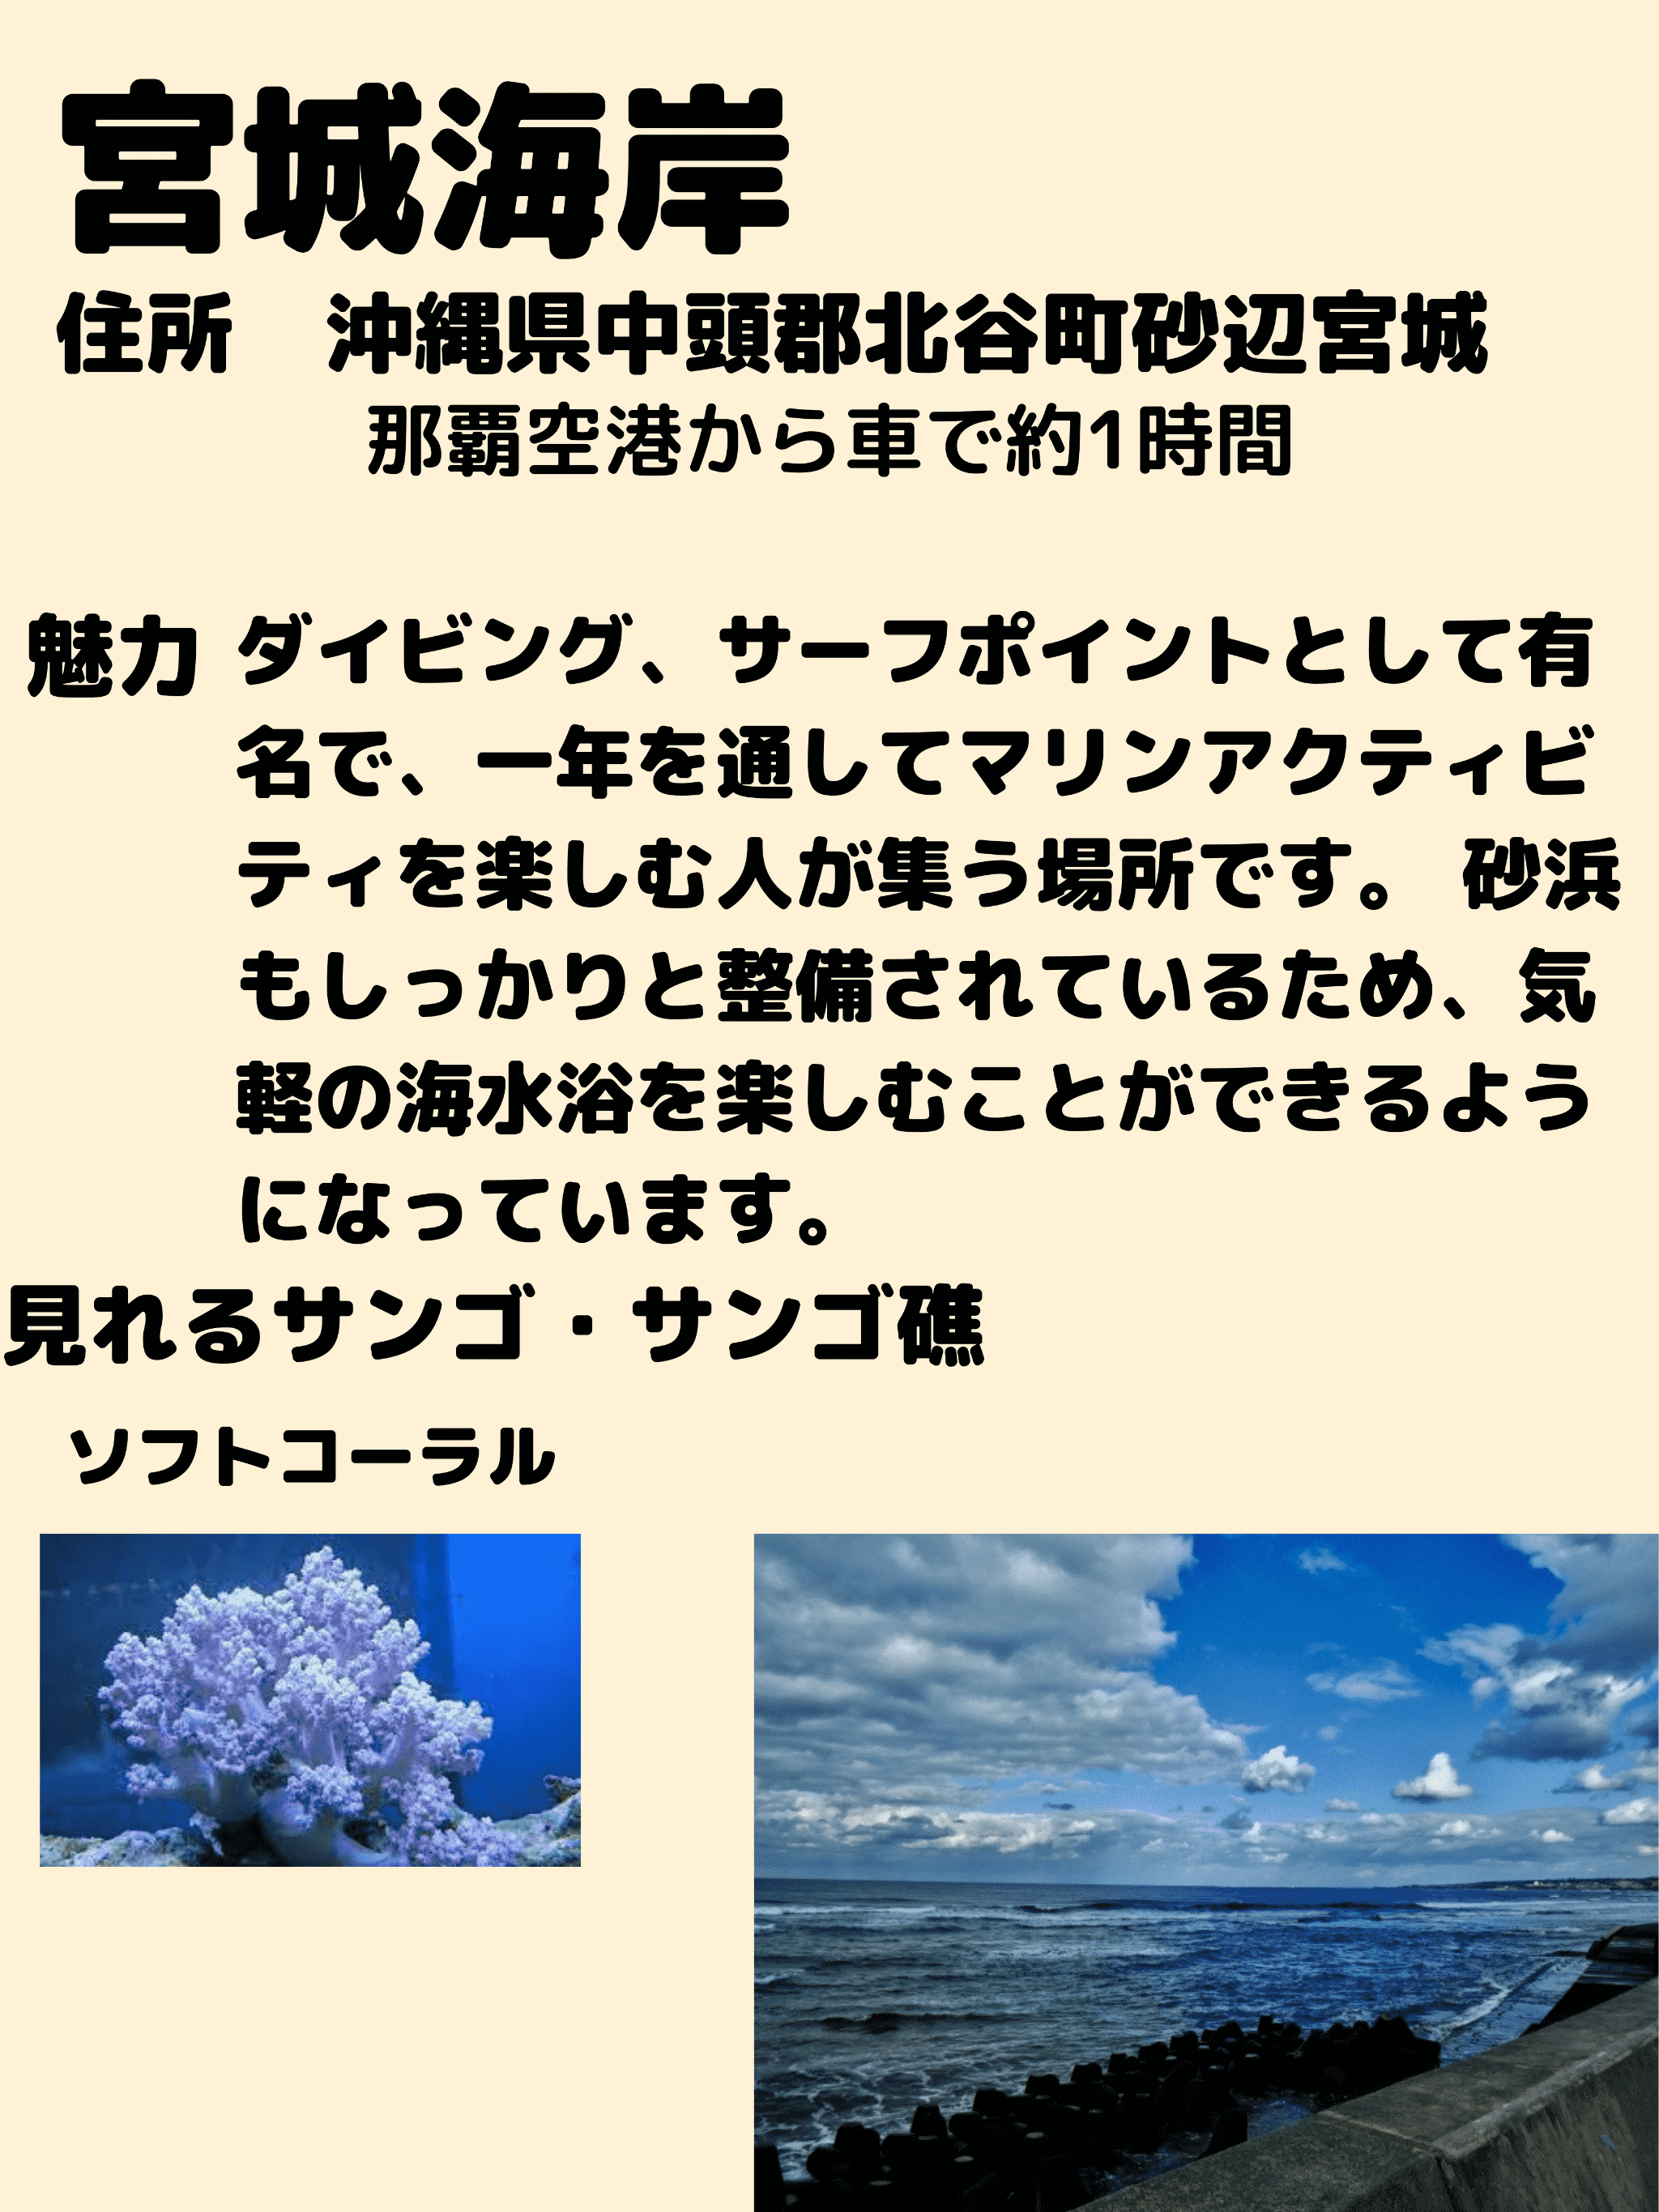 宮城海岸
住所　沖縄県中頭郡北谷町砂辺宮城
那覇空港から車で約1時間
魅力 ダイビング、サーフポイントとして有
名で、一年を通してマリンアクティビ
ティを楽しむ人が集う場所です。 砂浜
もしっかりと整備されているため、気
軽の海水浴を楽しむことができるよう
になっています。
見れるサンゴ・サンゴ礁
ソフトコーラル